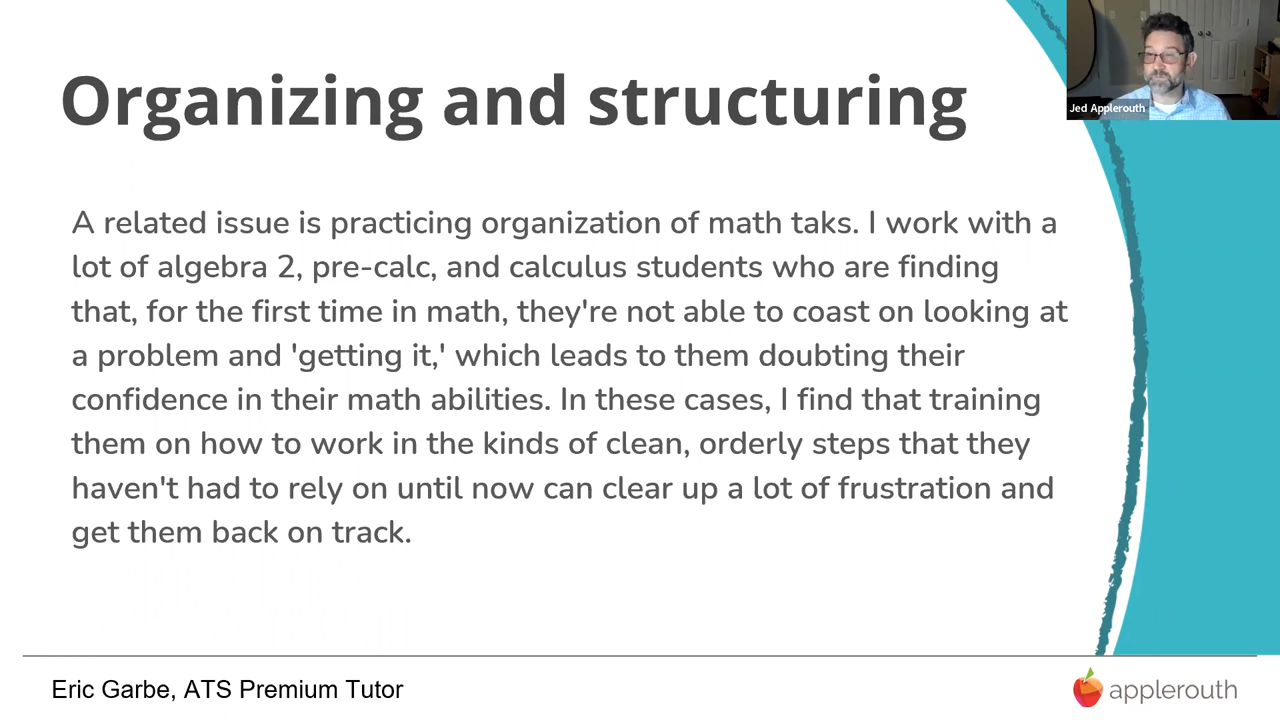 Organizing and structuring
Jed Applerouth
A related issue is practicing organization of math taks. I work with a
lot of algebra 2, pre-calc, and calculus students who are finding
that, for the first time in math, they're not able to coast on looking at
a problem and 'getting it,' which leads to them doubting their
confidence in their math abilities. In these cases, I find that training
them on how to work in the kinds of clean, orderly steps that they
haven't had to rely on until now can clear up a lot of frustration and
get them back on track.
Eric Garbe, ATS Premium Tutor
applerouth